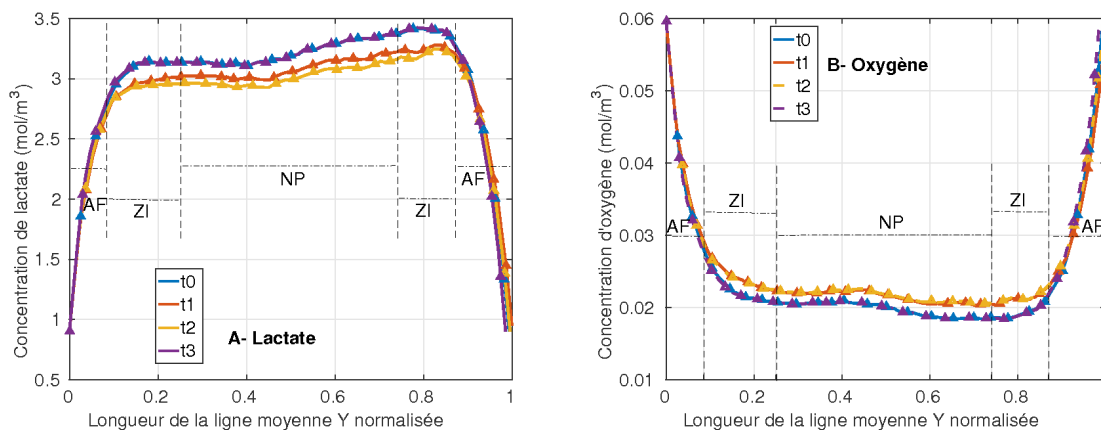 3.5
3
2.5
2
1.5
1
0.5
Concentration de lactate (mol/m³)
AF
ZI
NP
ZI
AF
t0
t1
t2
t3
A- Lactate
0
0.2
0.4
0.6
0.8
1
Longueur de la ligne moyenne Y normalisée
0.06
0.05
0.04
0.03
0.02
0.01
Concentration d'oxygène (mol/m³)
t0
t1
t2
t3
B- Oxygène
AF
ZI
NP
ZI
AF
0
0.2
0.4
0.6
0.8
Longueur de la ligne moyenne Y normalisée